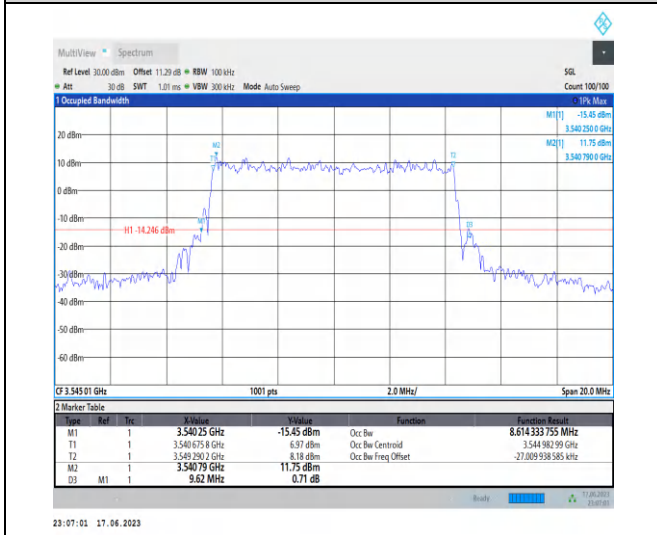 MultiView Spectrum
Ref Level 30.00 dBm Offset 11.29 dB RBW 100 kHz SGL
Att 30 dB SWT 1.01 ms VBW 300 kHz Mode Auto Sweep Count 100/100
1 Occupied Bandwidth 1Pk Max
M1[1] -15.45 dBm
3.540 250 0 GHz
M2[1] 11.75 dBm
3.540 790 0 GHz
20 dBm
M2
T1
T2
10 dBm
0 dBm
-10 dBm
M1
D3
H1 -14.246 dBm
-20 dBm
-30 dBm
-40 dBm
-50 dBm
-60 dBm
CF 3.545 01 GHz 1001 pts 2.0 MHz/ Span 20.0 MHz
2 Marker Table
Type Ref Trc X-Value Y-Value Function Function Result
M1 1 3.540 25 GHz -15.45 dBm Occ Bw 8.614 333 755 MHz
T1 1 3.540 675 8 GHz 6.97 dBm Occ Bw Centroid 3.544 982 99 GHz
T2 1 3.549 290 2 GHz 8.18 dBm Occ Bw Freq Offset -27.009 938 585 kHz
M2 1 3.540 79 GHz 11.75 dBm
D3 M1 1 9.62 MHz 0.71 dB
Ready 17.06.2023
23:07:01
23:07:01 17.06.2023